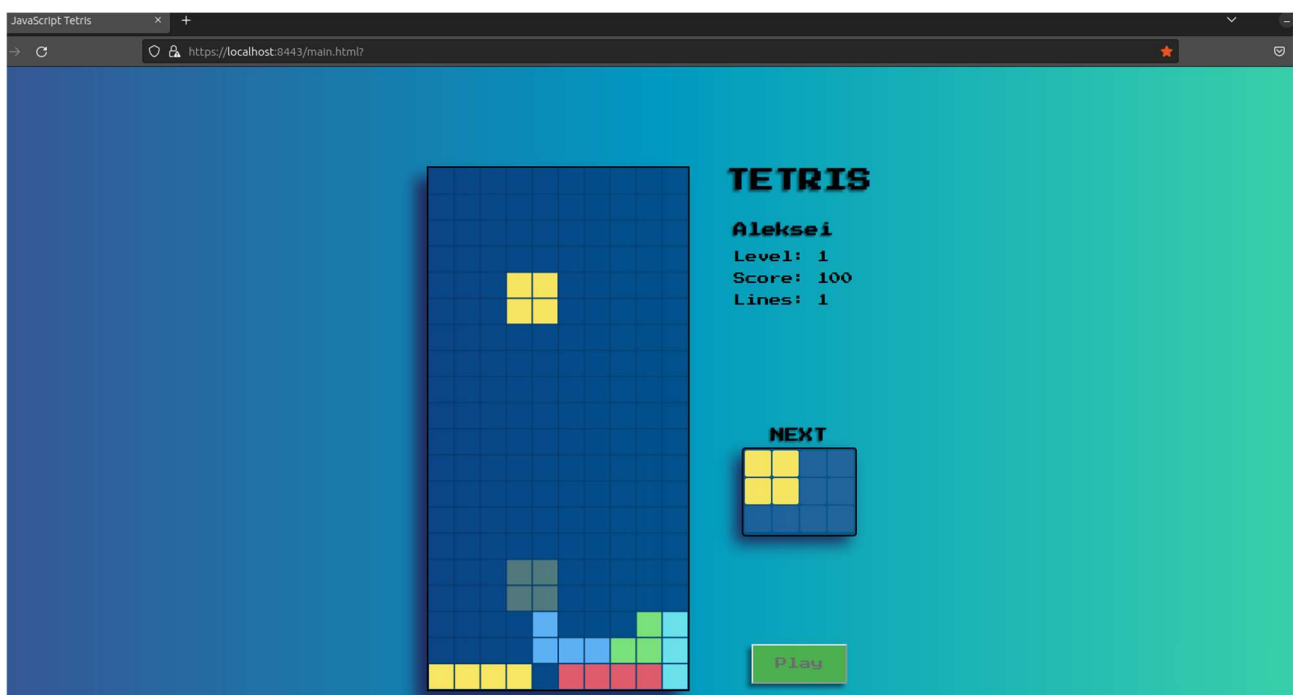 JavaScript Tetris
https://localhost:8443/main.html?
TETRIS
Aleksei
Level: 1
Score: 100
Lines: 1
NEXT
Play